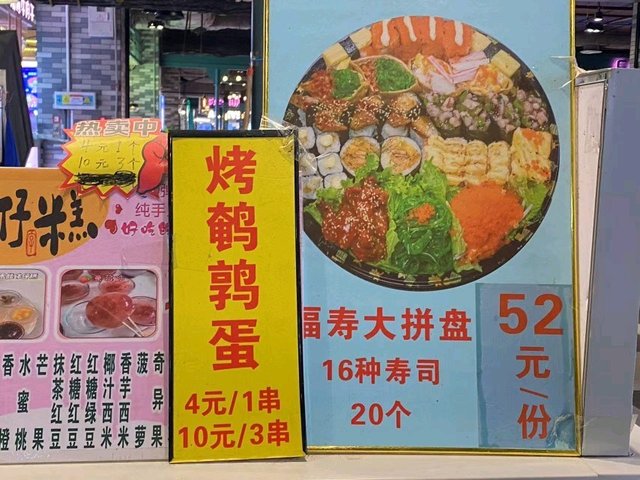 热卖中
4元1个
10元3个
米糕
纯手
好吃
香橙
水蜜桃
芒果
抹茶红豆
红糖红豆
红糖绿豆
椰汁西米
香芋西米
菠萝
奇异果
烤鹌鹑蛋
4元/1串
10元/3串
福寿大拼盘
16种寿司
20个
52
元/份